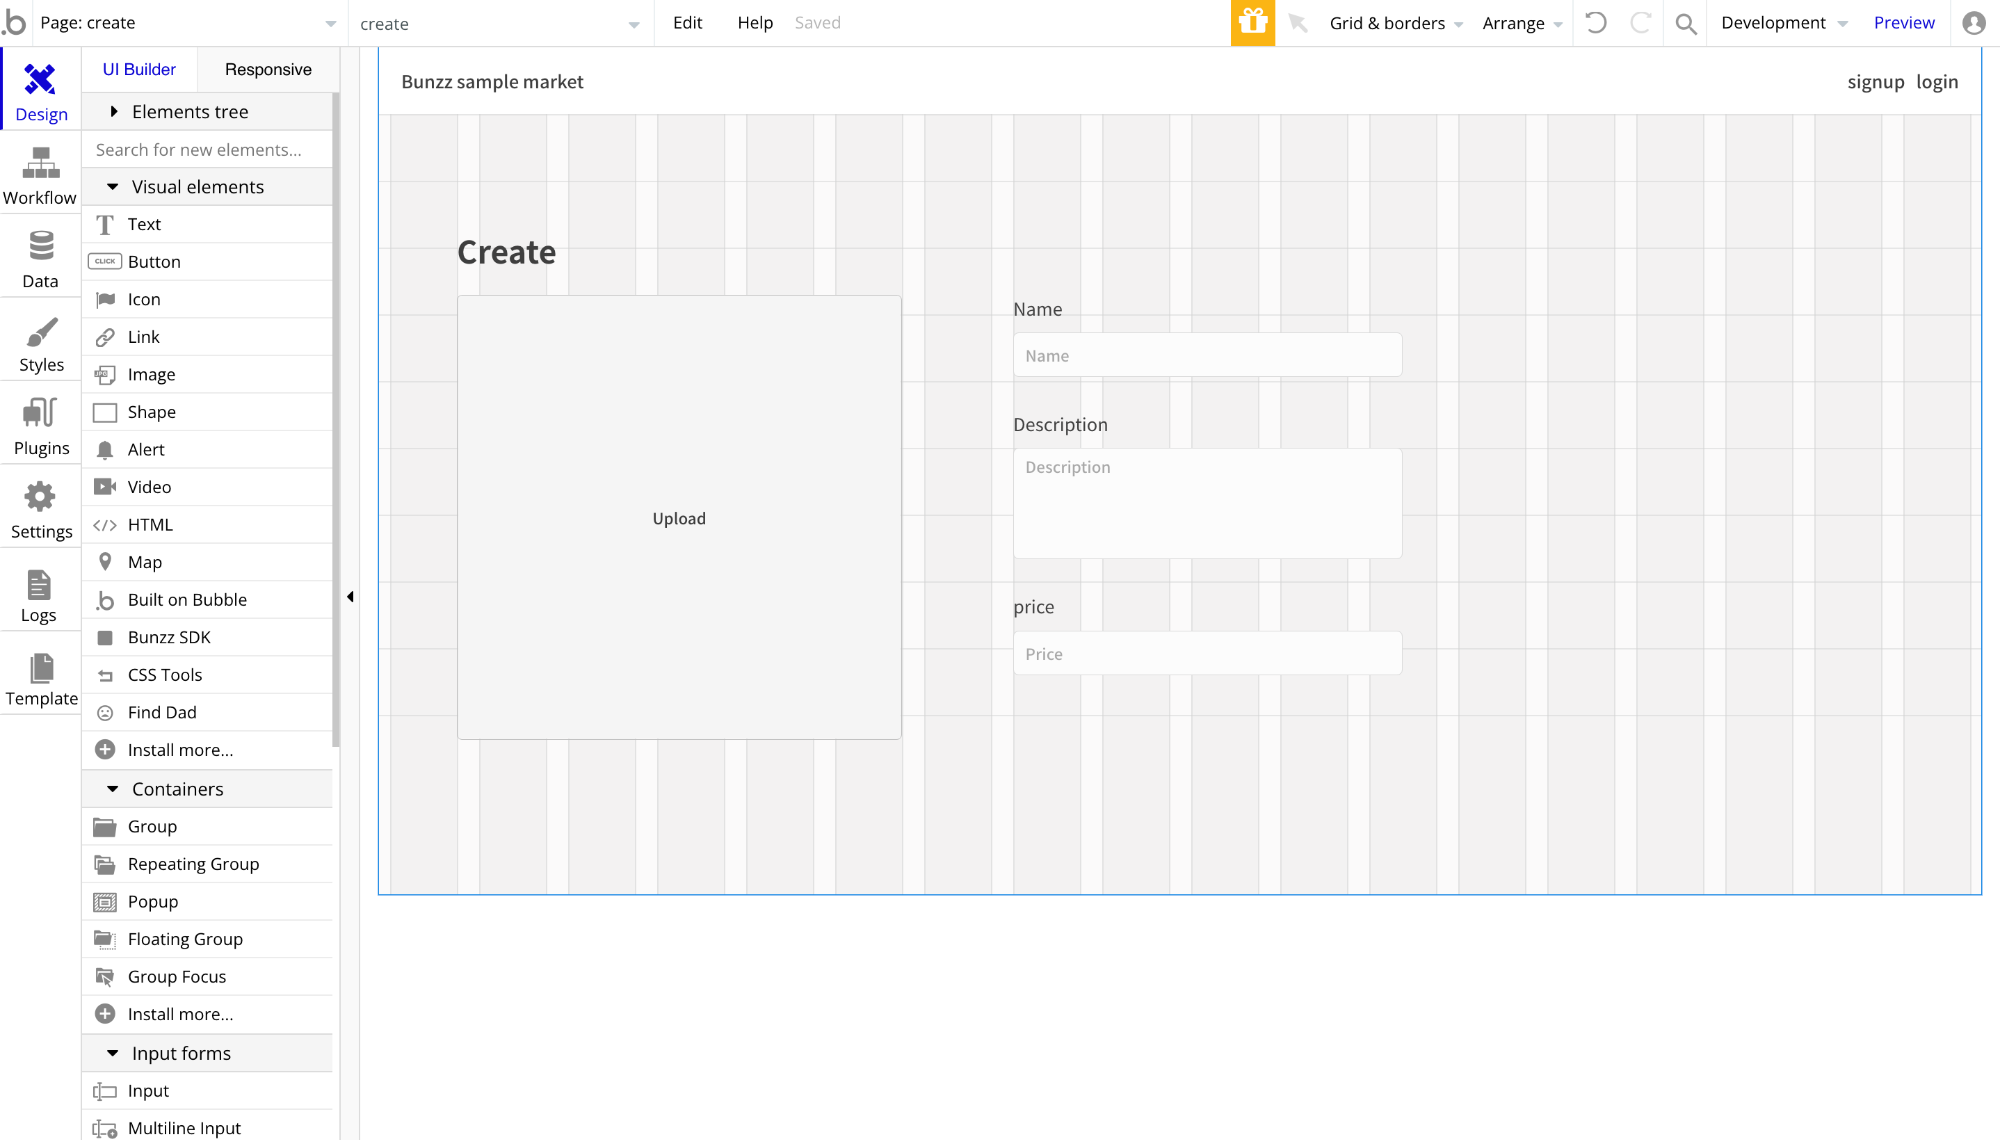 .b Page: create create Edit Help Saved Grid & borders Arrange Development Preview
Design
Workflow
Data
Styles
Plugins
Settings
Logs
Template
UI Builder Responsive
Elements tree
Search for new elements...
Visual elements
Text
CLICK Button
Icon
Link
Image
Shape
Alert
Video
</> HTML
Map
.b Built on Bubble
Bunzz SDK
CSS Tools
Find Dad
Install more...
Containers
Group
Repeating Group
Popup
Floating Group
Group Focus
Install more...
Input forms
Input
Multiline Input
Bunzz sample market signup login
Create
Upload
Name
Name
Description
Description
price
Price